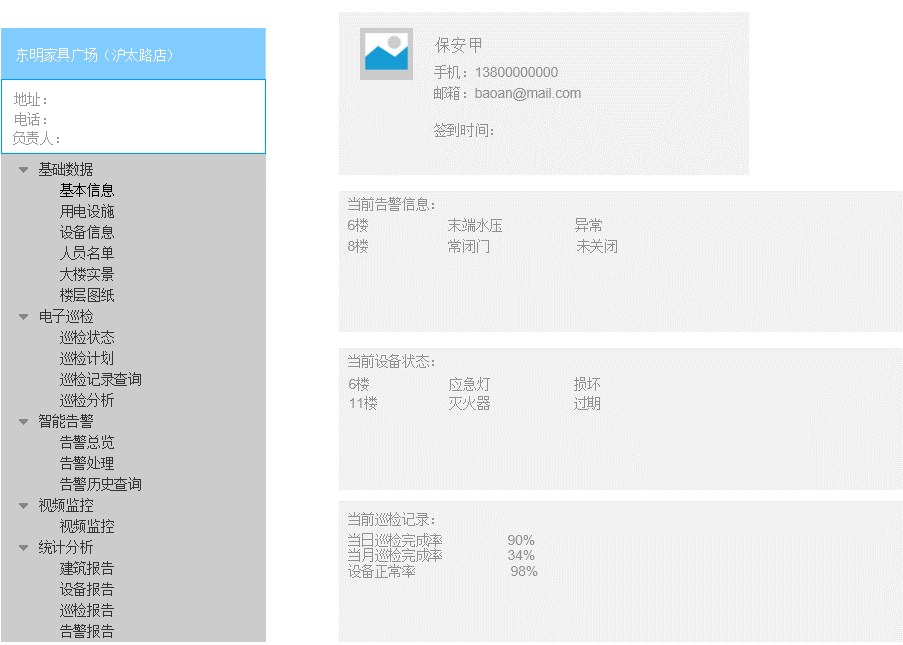 东明家具广场（沪太路店）
地址：
电话：
负责人：
基础数据
基本信息
用电设施
设备信息
人员名单
大楼实景
楼层图纸
电子巡检
巡检状态
巡检计划
巡检记录查询
巡检分析
智能告警
告警总览
告警处理
告警历史查询
视频监控
视频监控
统计分析
建筑报告
设备报告
巡检报告
告警报告
保安甲
手机：13800000000
邮箱：baoan@mail.com
签到时间：
当前告警信息：
6楼 末端水压 异常
8楼 常闭门 未关闭
当前设备状态：
6楼 应急灯 损坏
11楼 灭火器 过期
当前巡检记录：
当日巡检完成率 90%
当月巡检完成率 34%
设备正常率 98%